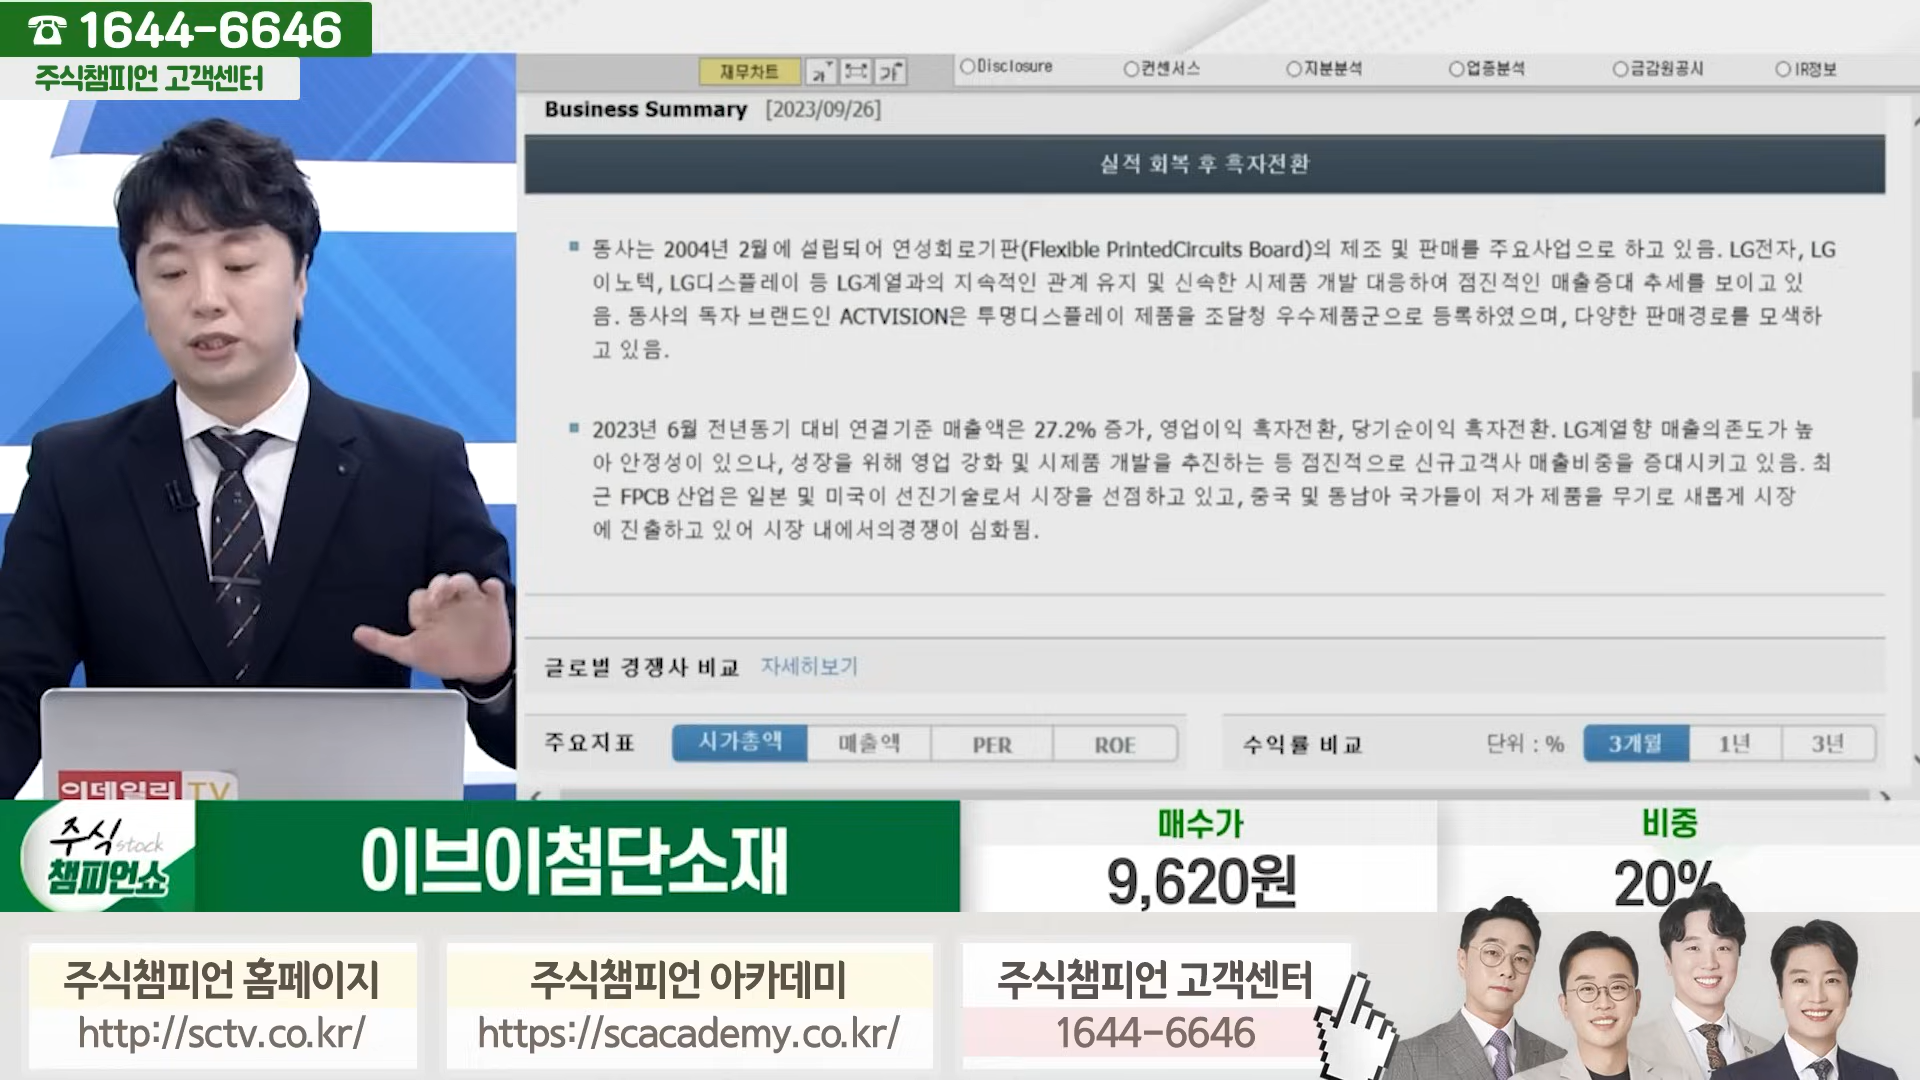 ☎ 1644-6646
주식챔피언 고객센터
재무차트 가 가 Disclosure 컨센서스 지분분석 업종분석 금감원공시 IR정보
Business Summary [2023/09/26]
실적 회복 후 흑자전환
동사는 2004년 2월에 설립되어 연성회로기판(Flexible PrintedCircuits Board)의 제조 및 판매를 주요사업으로 하고 있음. LG전자, LG
이노텍, LG디스플레이 등 LG계열과의 지속적인 관계 유지 및 신속한 시제품 개발 대응하여 점진적인 매출증대 추세를 보이고 있
음. 동사의 독자 브랜드인 ACTVISION은 투명디스플레이 제품을 조달청 우수제품군으로 등록하였으며, 다양한 판매경로를 모색하
고 있음.
2023년 6월 전년동기 대비 연결기준 매출액은 27.2% 증가, 영업이익 흑자전환, 당기순이익 흑자전환. LG계열향 매출의존도가 높
아 안정성이 있으나, 성장을 위해 영업 강화 및 시제품 개발을 추진하는 등 점진적으로 신규고객사 매출비중을 증대시키고 있음. 최
근 FPCB 산업은 일본 및 미국이 선진기술로서 시장을 선점하고 있고, 중국 및 동남아 국가들이 저가 제품을 무기로 새롭게 시장
에 진출하고 있어 시장 내에서의경쟁이 심화됨.
글로벌 경쟁사 비교 자세히보기
주요지표 시가총액 매출액 PER ROE
수익률 비교 단위 : % 3개월 1년 3년
이데일리 TV
주식 stock
챔피언쇼
이브이첨단소재
매수가
9,620원
비중
20%
주식챔피언 홈페이지
http://sctv.co.kr/
주식챔피언 아카데미
https://scacademy.co.kr/
주식챔피언 고객센터
1644-6646